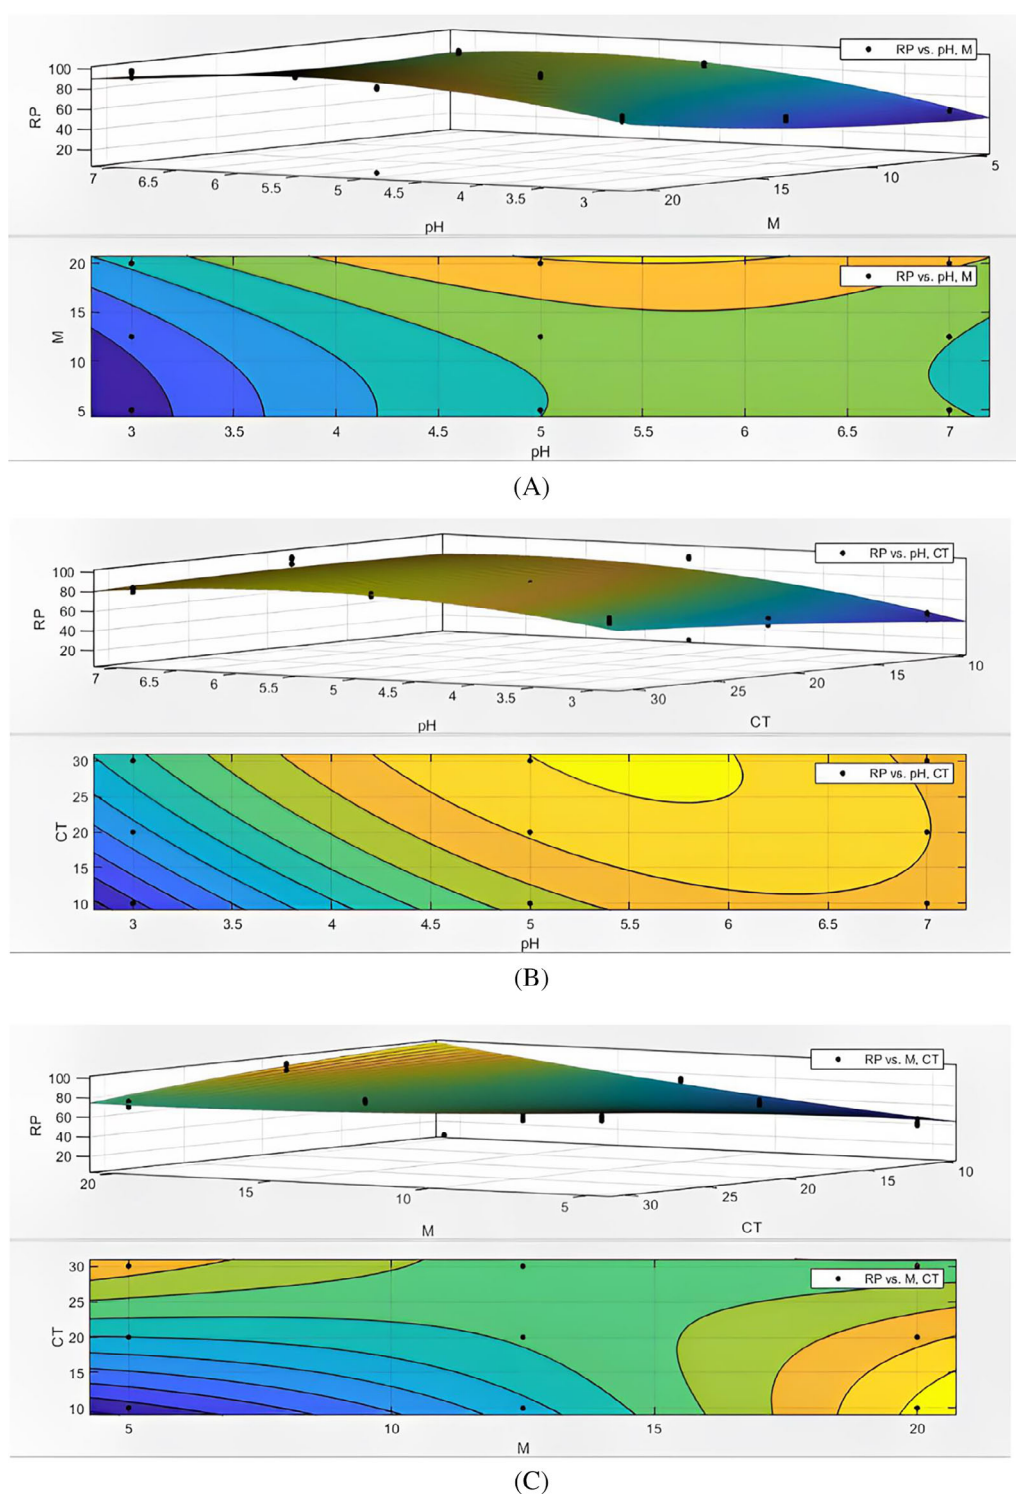 RP vs. pH, M
RP
100
80
60
40
20
7 6.5 6 5.5 5 4.5 4 3.5 3
20 15 10 5
pH
M
RP vs. pH, M
M
20
15
10
5
3 3.5 4 4.5 5 5.5 6 6.5 7
pH
(A)
RP vs. pH, CT
RP
100
80
60
40
20
7 6.5 6 5.5 5 4.5 4 3.5 3
30 25 20 15 10
pH
CT
RP vs. pH, CT
CT
30
25
20
15
10
3 3.5 4 4.5 5 5.5 6 6.5 7
pH
(B)
RP vs. M, CT
RP
100
80
60
40
20
20 15 10 5
30 25 20 15 10
M
CT
RP vs. M, CT
CT
30
25
20
15
10
5 10 15 20
M
(C)